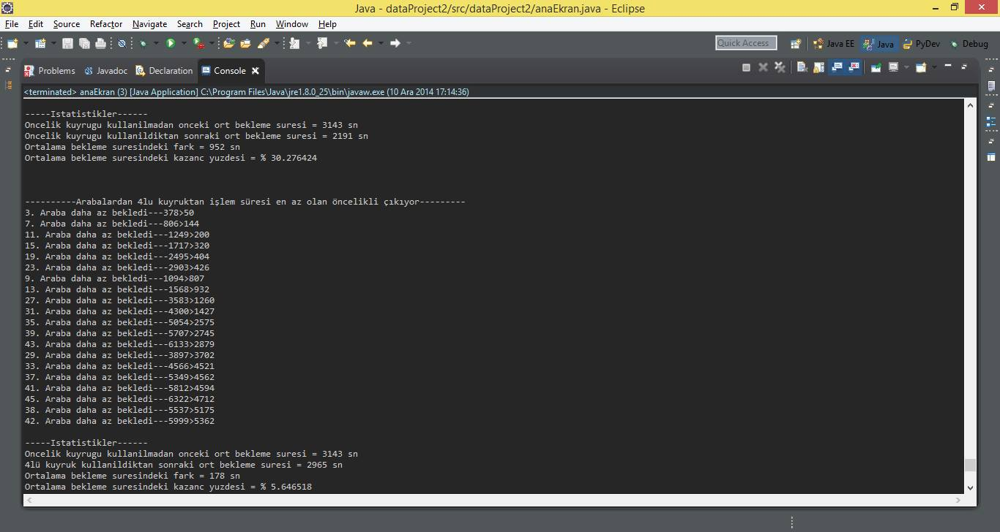 Java - dataProject2/src/dataProject2/anaEkran.java - Eclipse
File Edit Source Refactor Navigate Search Project Run Window Help
Quick Access Java EE Java PyDev Debug
Problems Javadoc Declaration Console
<terminated> anaEkran (3) [Java Application] C:\Program Files\Java\jre1.8.0_25\bin\javaw.exe (10 Ara 2014 17:14:36)
-----Istatistikler------
Oncelik kuyrugu kullanilmadan onceki ort bekleme suresi = 3143 sn
Oncelik kuyrugu kullanildiktan sonraki ort bekleme suresi = 2191 sn
Ortalama bekleme suresindeki fark = 952 sn
Ortalama bekleme suresindeki kazanc yuzdesi = % 30.276424
----------Arabalardan 4lu kuyruktan işlem süresi en az olan öncelikli çıkıyor---------
3. Araba daha az bekledi---378>50
7. Araba daha az bekledi---806>144
11. Araba daha az bekledi---1249>200
15. Araba daha az bekledi---1717>320
19. Araba daha az bekledi---2495>404
23. Araba daha az bekledi---2903>426
9. Araba daha az bekledi---1094>807
13. Araba daha az bekledi---1568>932
27. Araba daha az bekledi---3583>1260
31. Araba daha az bekledi---4300>1427
35. Araba daha az bekledi---5054>2575
39. Araba daha az bekledi---5707>2745
43. Araba daha az bekledi---6133>2879
29. Araba daha az bekledi---3897>3702
33. Araba daha az bekledi---4566>4521
37. Araba daha az bekledi---5349>4562
41. Araba daha az bekledi---5812>4594
45. Araba daha az bekledi---6322>4712
38. Araba daha az bekledi---5537>5175
42. Araba daha az bekledi---5999>5362
-----Istatistikler------
Oncelik kuyrugu kullanilmadan onceki ort bekleme suresi = 3143 sn
4lü kuyruk kullanildiktan sonraki ort bekleme suresi = 2965 sn
Ortalama bekleme suresindeki fark = 178 sn
Ortalama bekleme suresindeki kazanc yuzdesi = % 5.646518